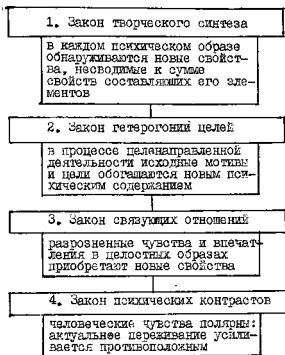 1. Закон творческого синтеза
в каждом психическом образе
обнаруживаются новые свойст-
ва, несводимые к сумме
свойств составляющих его эле-
ментов
2. Закон гетерогонии целей
в процессе целенаправленной
деятельности исходные мотивы
и цели обогащаются новым пси-
хическим содержанием
3. Закон связующих отношений
разрозненные чувства и впечат-
ления в целостных образах
приобретают новые свойства
4. Закон психических контрастов
человеческие чувства полярны:
актуальное переживание усили-
вается противоположным